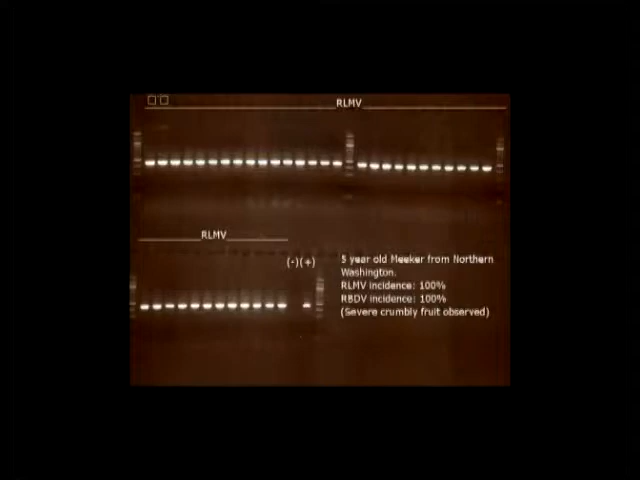 RLMV
RLMV
(-)(+)
5 year old Meeker from Northern
Washington.
RLMV incidence: 100%
RBDV incidence: 100%
(Severe crumbly fruit observed)